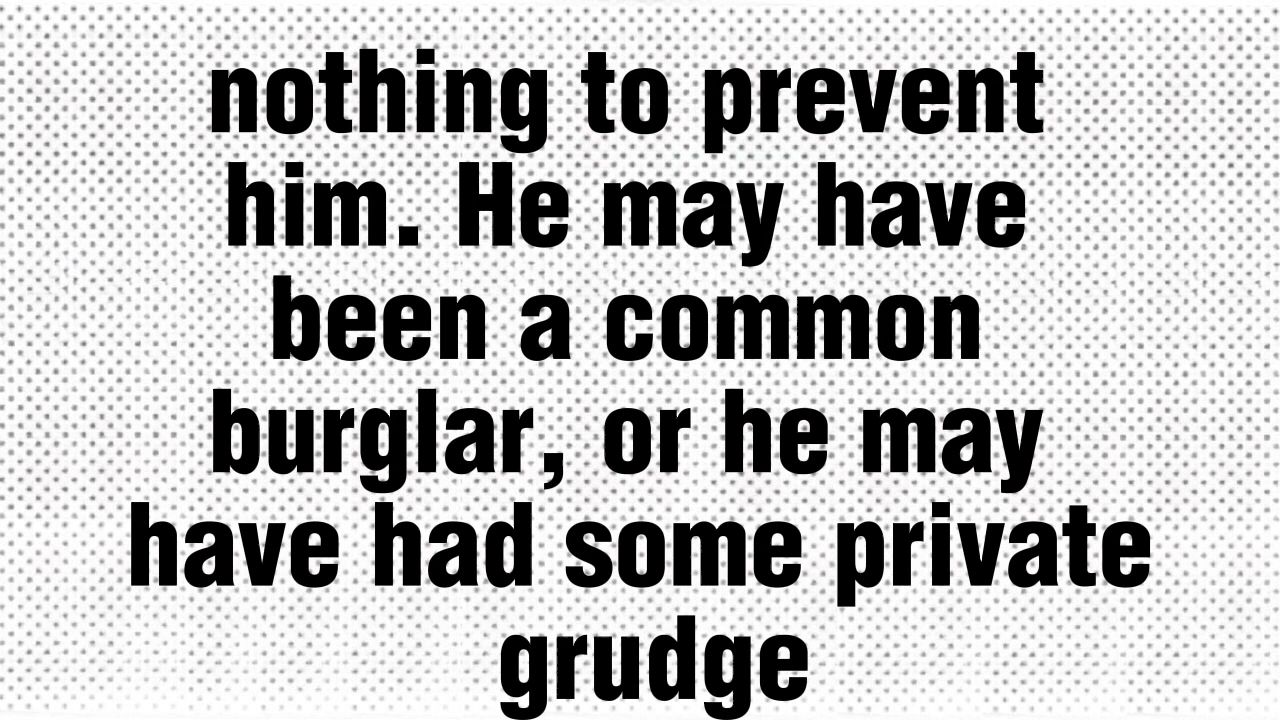 nothing to prevent
him. He may have
been a common
burglar, or he may
have had some private
grudge